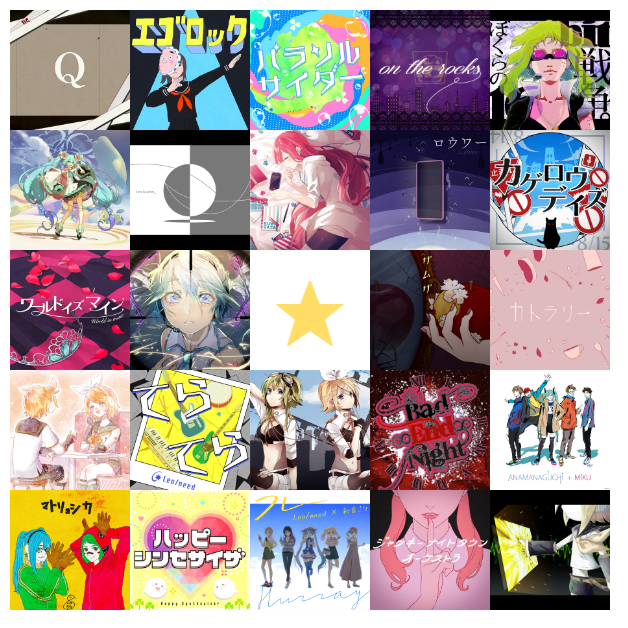 Q
エゴロック
パラソル
サイダー
on the rocks
ぼくらの
戦争
ロウワー
カゲロウ
デイズ
8/15
ワールドイズマイン
World is mine
カトラリー
てらてら
Leo/need
Bad
End
Night
ANAMANAGUCHI + MIKU
マトリョシカ
ハッピー
シンセサイザ
Happy Synthesizer
フレー
Leo/need × 初音ミク
Hurray
ジャンキーナイトタウン
オーケストラ